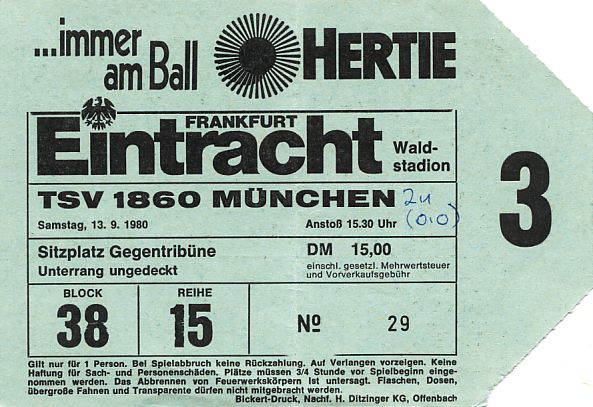 ...immer
am Ball
HERTIE
FRANKFURT
Eintracht
Wald-
stadion
3
TSV 1860 MÜNCHEN
(0:0)
Samstag, 13. 9. 1980
Anstoß 15.30 Uhr
Sitzplatz Gegentribüne
Unterrang ungedeckt
DM 15,00
einschl. gesetzl. Mehrwertsteuer
und Vorverkaufsgebühr
BLOCK
38
REIHE
15
No 29
Gilt nur für 1 Person. Bei Spielabbruch keine Rückzahlung. Auf Verlangen vorzeigen. Keine
Haftung für Sach- und Personenschäden. Plätze müssen 3/4 Stunde vor Spielbeginn einge-
nommen werden. Das Abbrennen von Feuerwerkskörpern ist untersagt. Flaschen, Dosen,
übergroße Fahnen und Transparente dürfen nicht mitgebracht werden.
Bickert-Druck, Nachf. H. Ditzinger KG, Offenbach